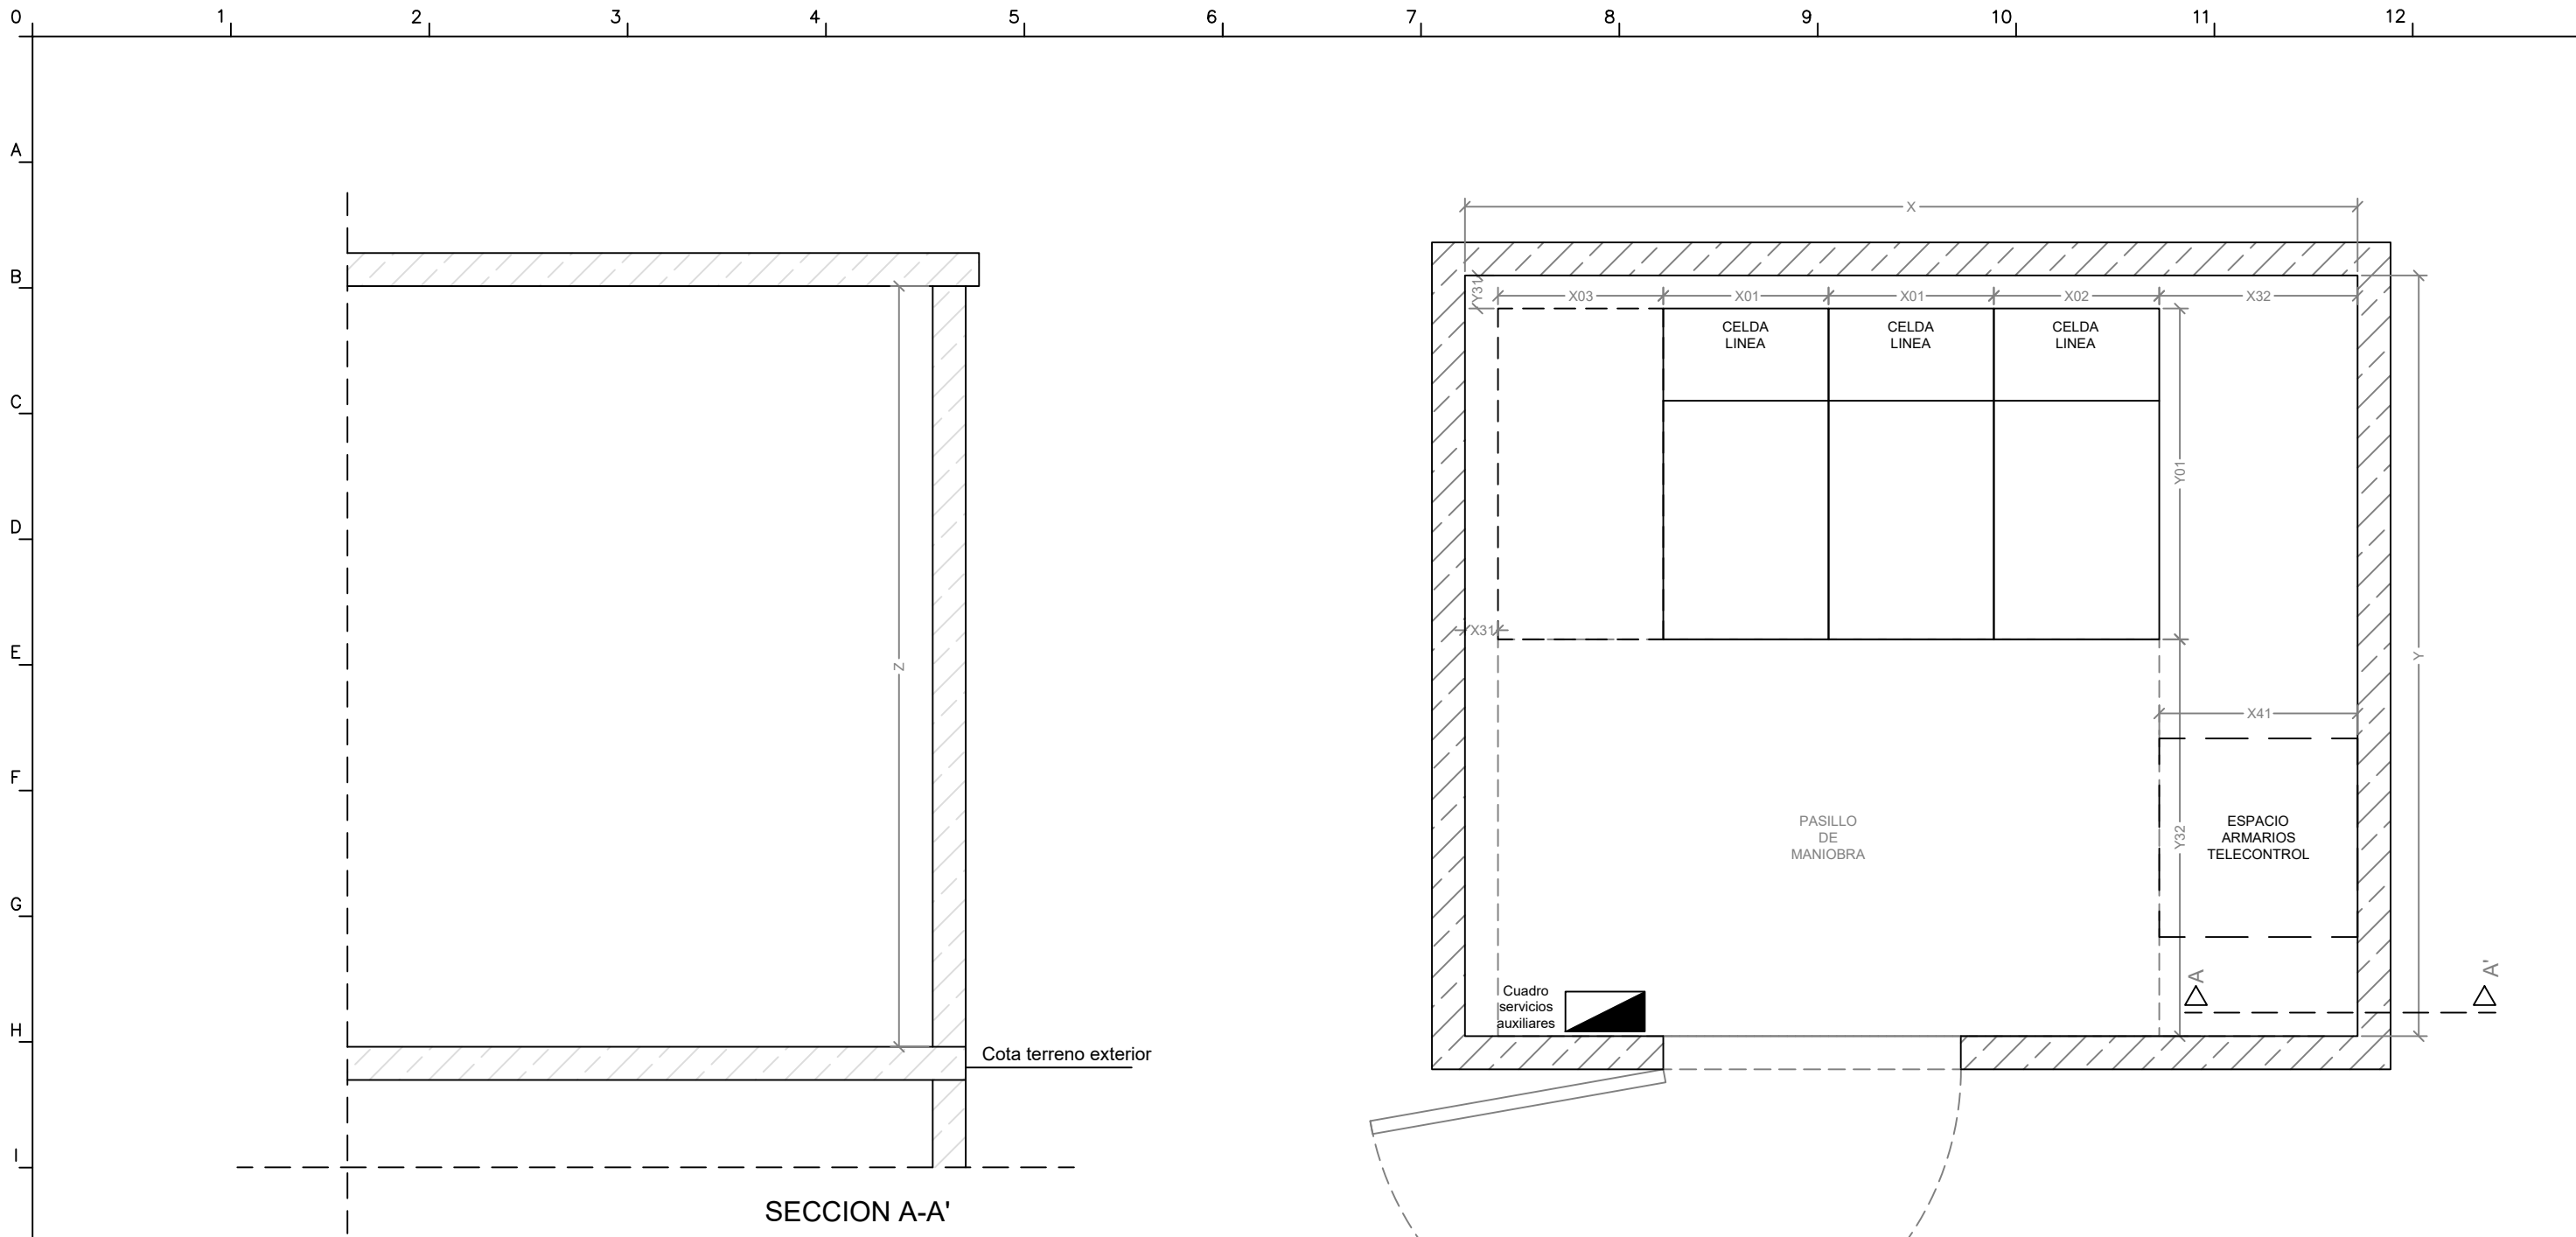 0 1 2 3 4 5 6 7 8 9 10 11 12
A
B
C
D
E
F
G
H
I
Z
Cota terreno exterior
SECCION A-A'
X
Y31
X03 X01 X01 X02 X32
CELDA
LINEA
CELDA
LINEA
CELDA
LINEA
Y01
X31
Y
X41
PASILLO
DE
MANIOBRA
Y32
ESPACIO
ARMARIOS
TELECONTROL
A A'
Cuadro
servicios
auxiliares